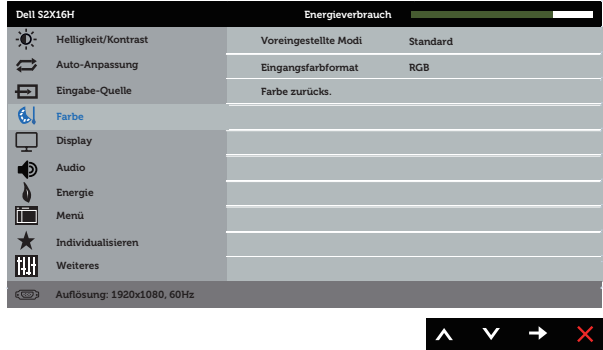 Dell S2X16H Energieverbrauch
Helligkeit/Kontrast Voreingestellte Modi Standard
Auto-Anpassung Eingangsfarbformat RGB
Eingabe-Quelle Farbe zurücks.
Farbe
Display
Audio
Energie
Menü
Individualisieren
Weiteres
Auflösung: 1920x1080, 60Hz